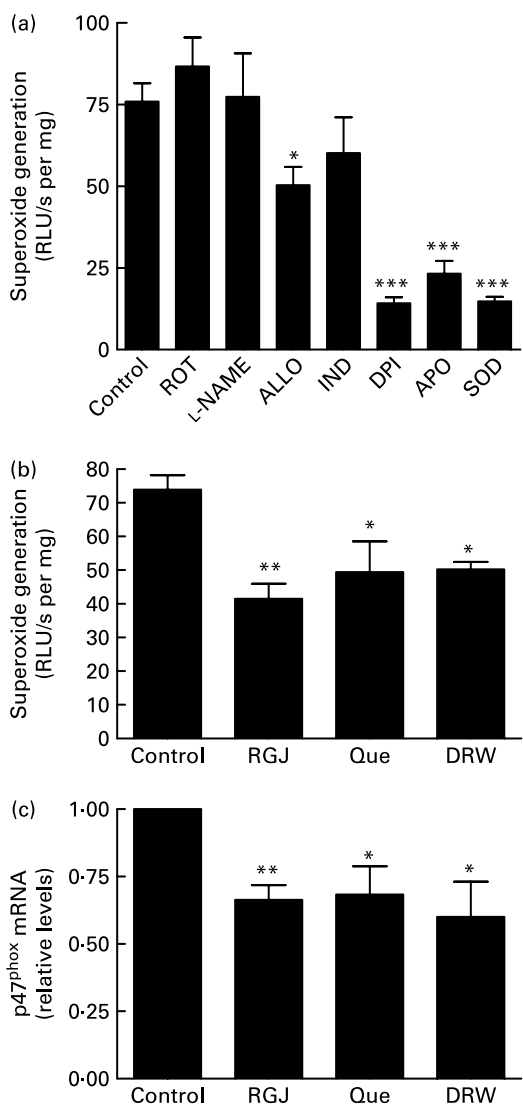 (a)
Superoxide generation
(RLU/s per mg)
100
75
50
25
0
*
***
***
***
Control
ROT
L-NAME
ALLO
IND
DPI
APO
SOD
(b)
Superoxide generation
(RLU/s per mg)
80
70
60
50
40
30
20
10
0
**
*
*
Control RGJ Que DRW
(c)
p47phox mRNA
(relative levels)
1·00
0·75
0·50
0·25
0·00
**
*
*
Control RGJ Que DRW